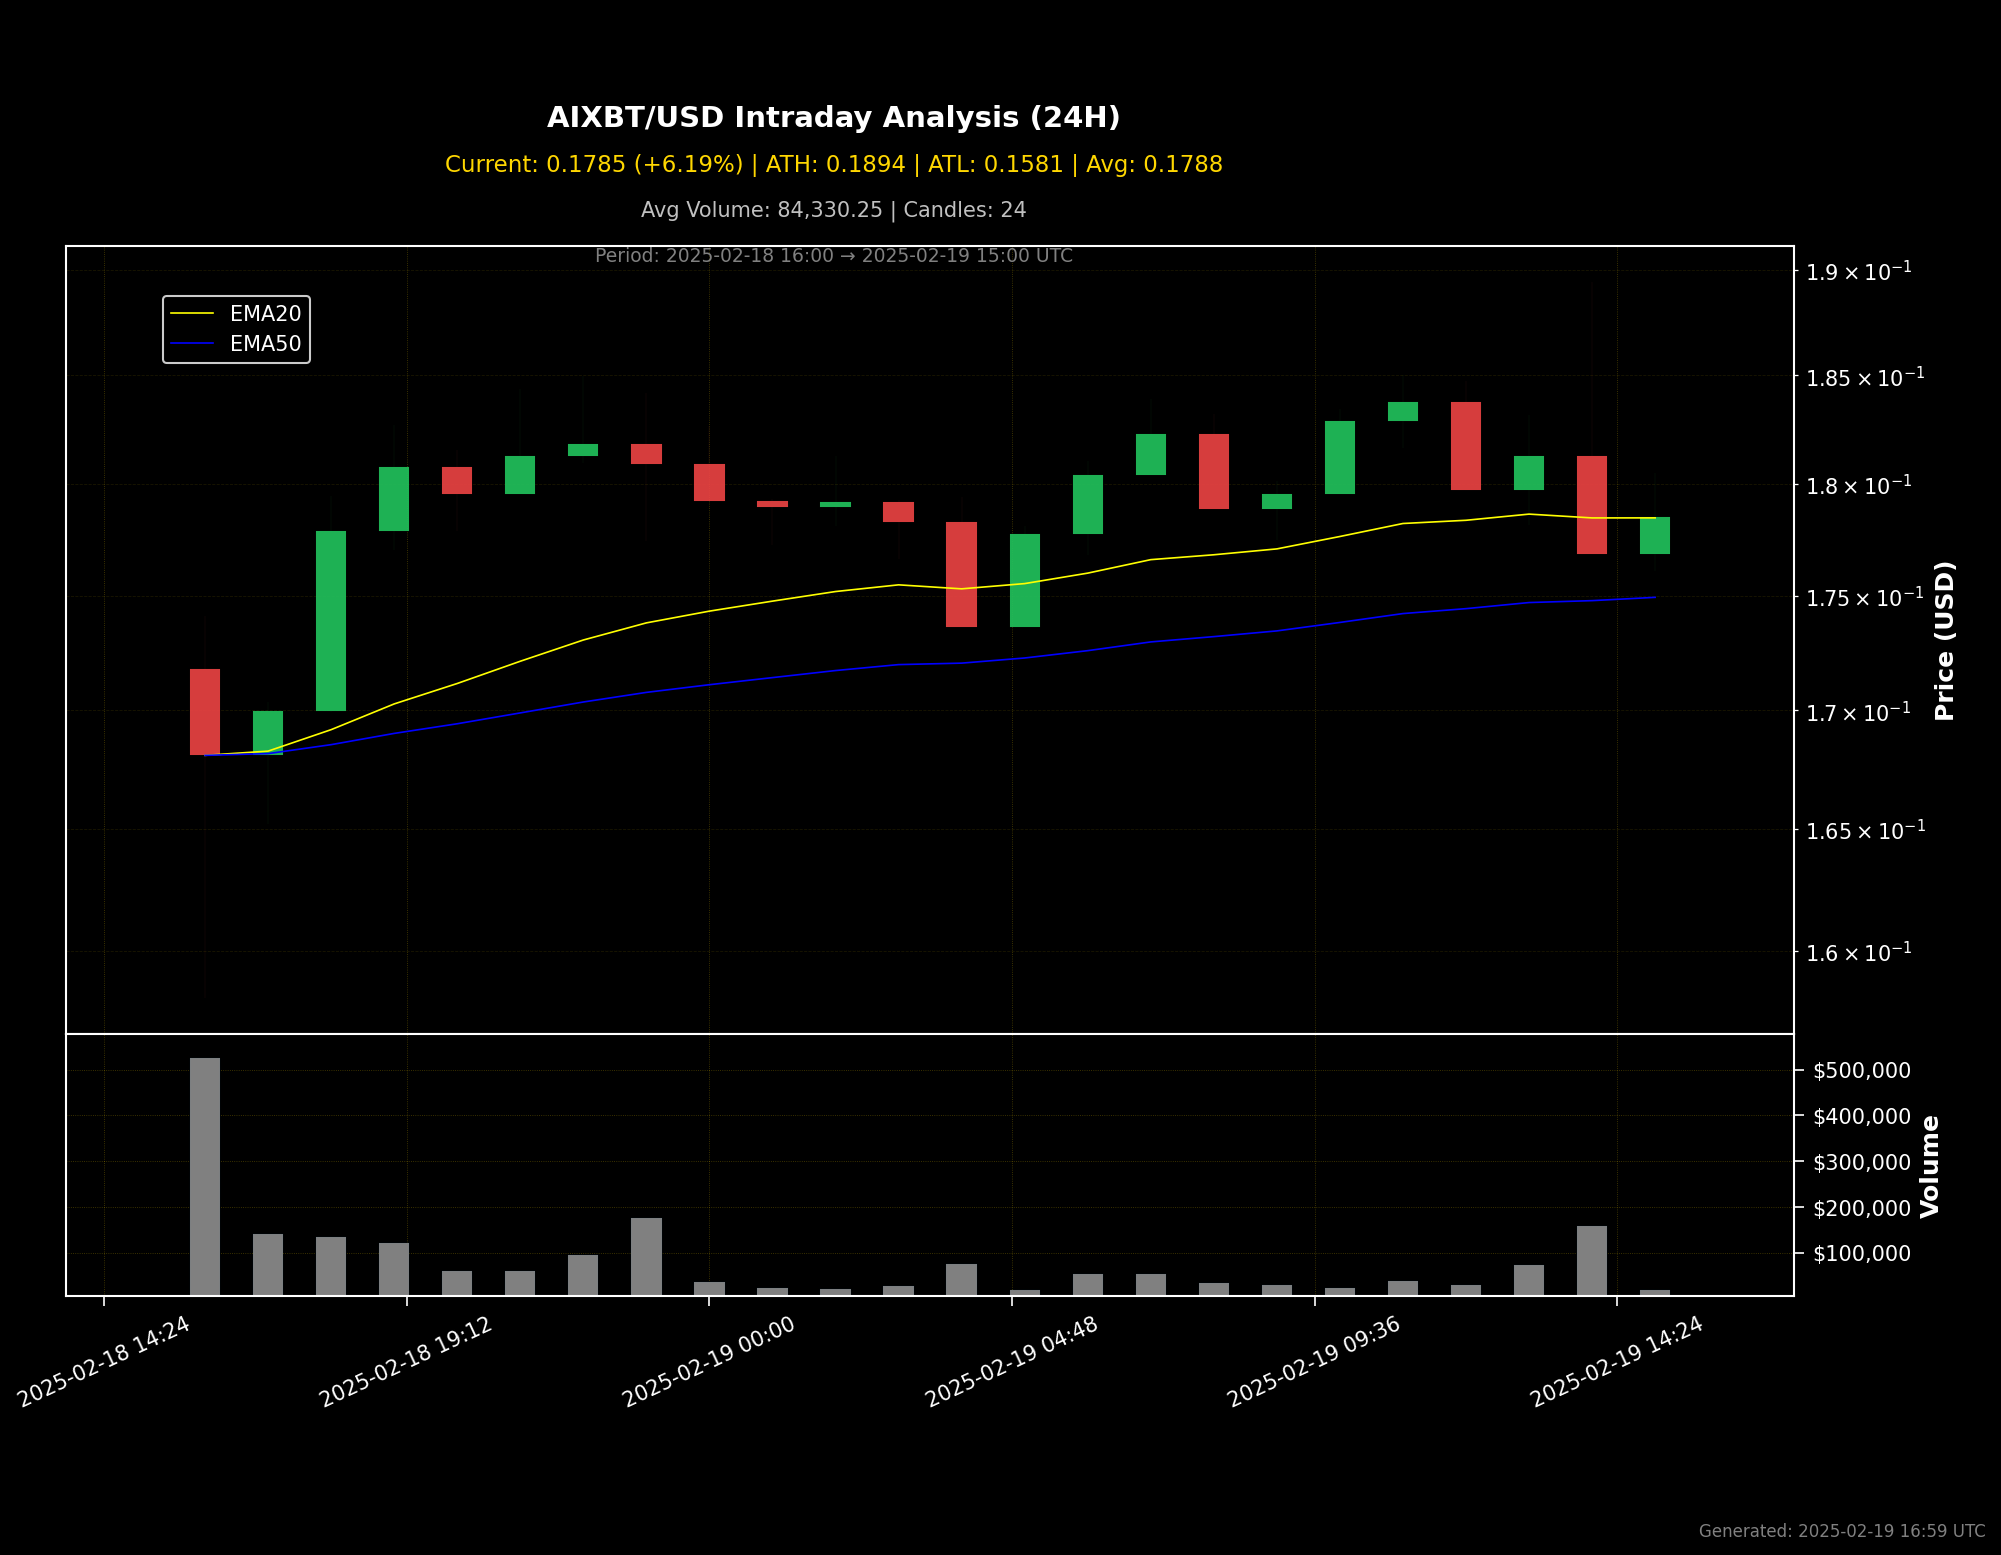 AIXBT/USD Intraday Analysis (24H)
Current: 0.1785 (+6.19%) | ATH: 0.1894 | ATL: 0.1581 | Avg: 0.1788
Avg Volume: 84,330.25 | Candles: 24
Period: 2025-02-18 16:00 → 2025-02-19 15:00 UTC
EMA20
EMA50
1.9 × 10⁻¹
1.85 × 10⁻¹
1.8 × 10⁻¹
1.75 × 10⁻¹
1.7 × 10⁻¹
1.65 × 10⁻¹
1.6 × 10⁻¹
Price (USD)
$500,000
$400,000
$300,000
$200,000
$100,000
Volume
2025-02-18 14:24
2025-02-18 19:12
2025-02-19 00:00
2025-02-19 04:48
2025-02-19 09:36
2025-02-19 14:24
Generated: 2025-02-19 16:59 UTC